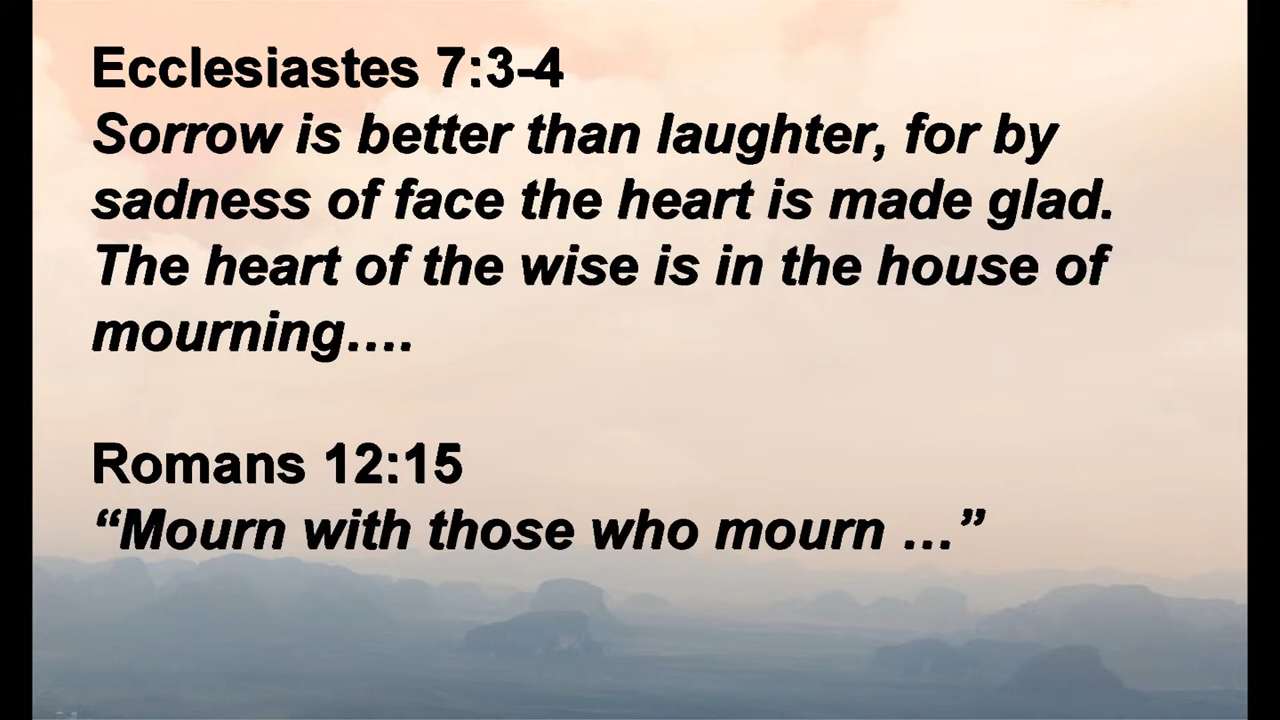 Ecclesiastes 7:3-4
Sorrow is better than laughter, for by
sadness of face the heart is made glad.
The heart of the wise is in the house of
mourning....
Romans 12:15
“Mourn with those who mourn ...”